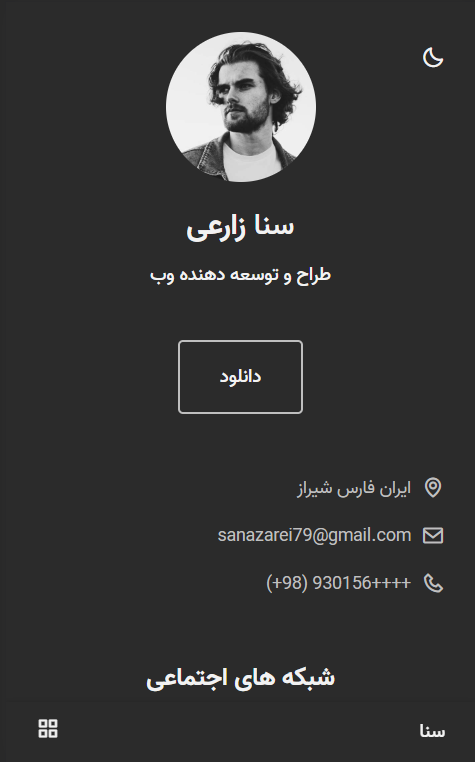 سنا زارعی
طراح و توسعه دهنده وب
دانلود
ایران فارس شیراز
sanazarei79@gmail.com
(+98) 930156++++
شبکه های اجتماعی
سنا